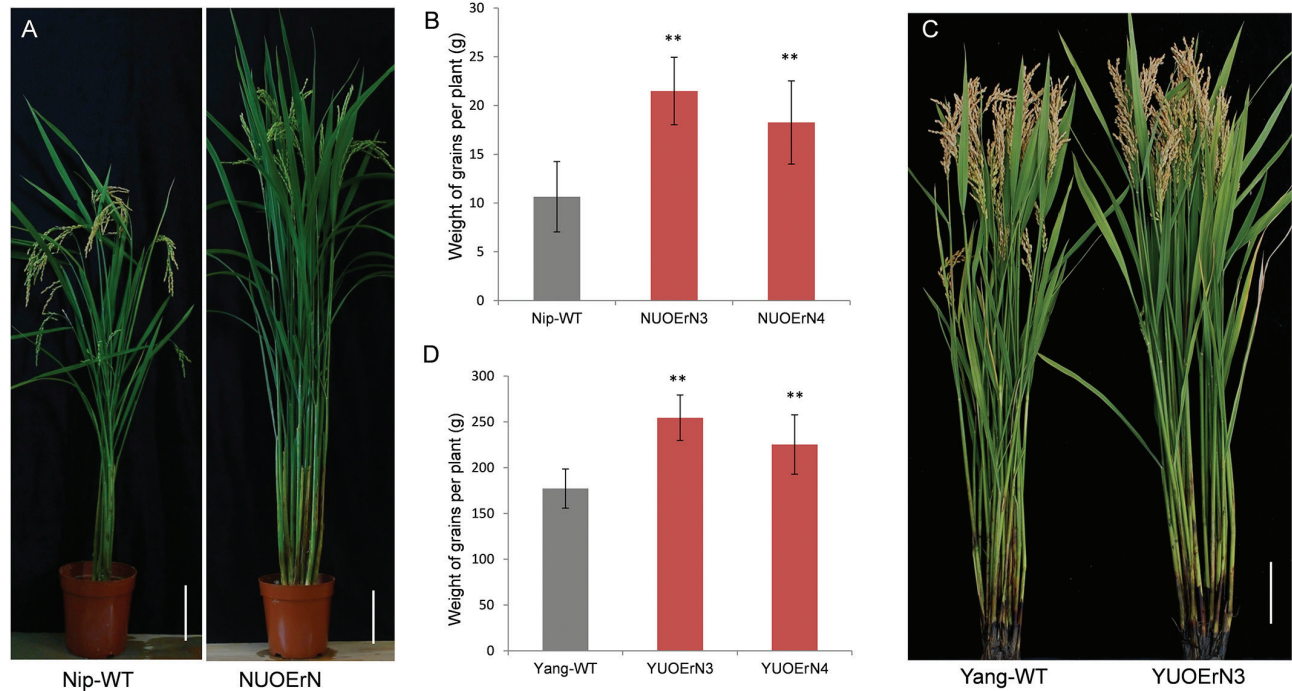 A
Nip-WT
NUOErN
B
Weight of grains per plant (g)
30
25
20
15
10
5
0
**
**
Nip-WT
NUOErN3
NUOErN4
D
Weight of grains per plant (g)
300
250
200
150
100
50
0
**
**
Yang-WT
YUOErN3
YUOErN4
C
Yang-WT
YUOErN3